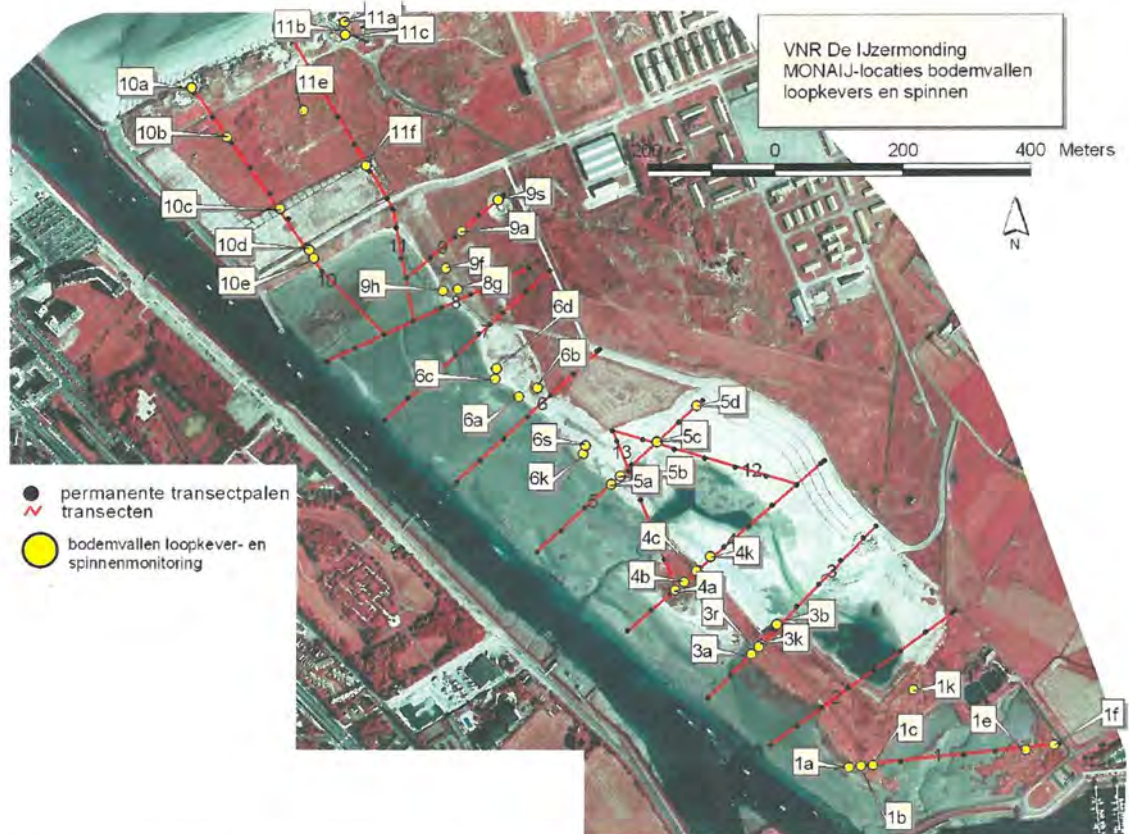 VNR De IJzermonding
MONAIJ-locaties bodemvallen
loopkevers en spinnen
200 0 200 400 Meters
N
11a
11b
11c
10a
11e
10b
11f
10c
9s
9a
10d
10e
10
11
9
9f
8g
9h
8
7
6d
6b
6c
6a
6
5d
6s
5c
13
6k
5b
5a
12
5
4c
4k
4b
4a
3
3r
3b
3k
3a
2
1k
1e
1f
1c
1a
1
1b
permanente transectpalen
transecten
bodemvallen loopkever- en
spinnenmonitoring